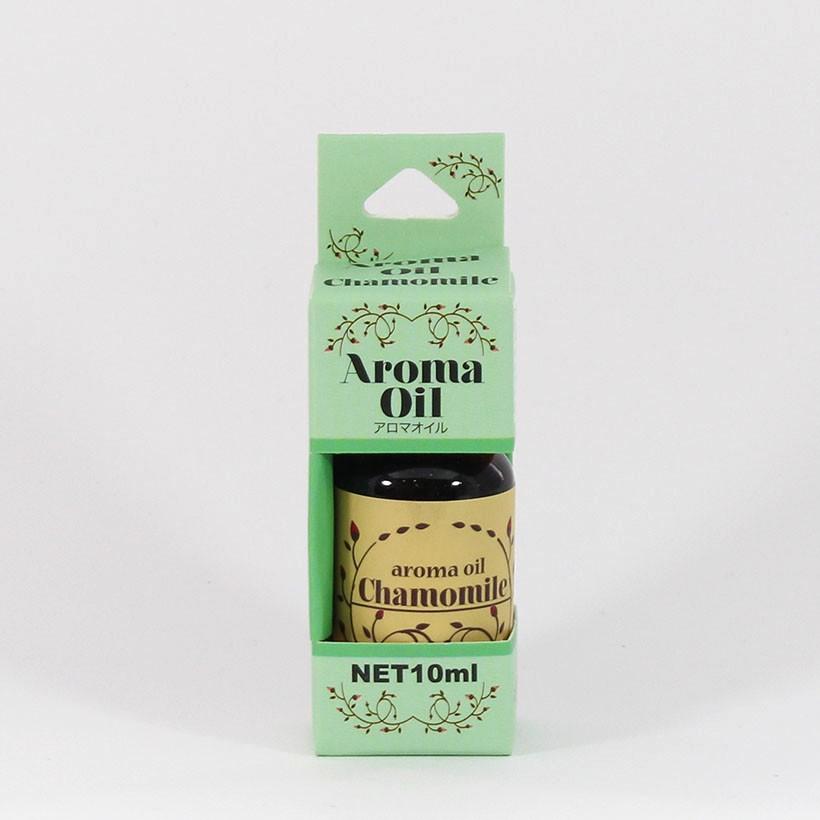 Aroma
Oil
Chamomile
Aroma
Oil
アロマオイル
aroma oil
Chamomile
NET10ml